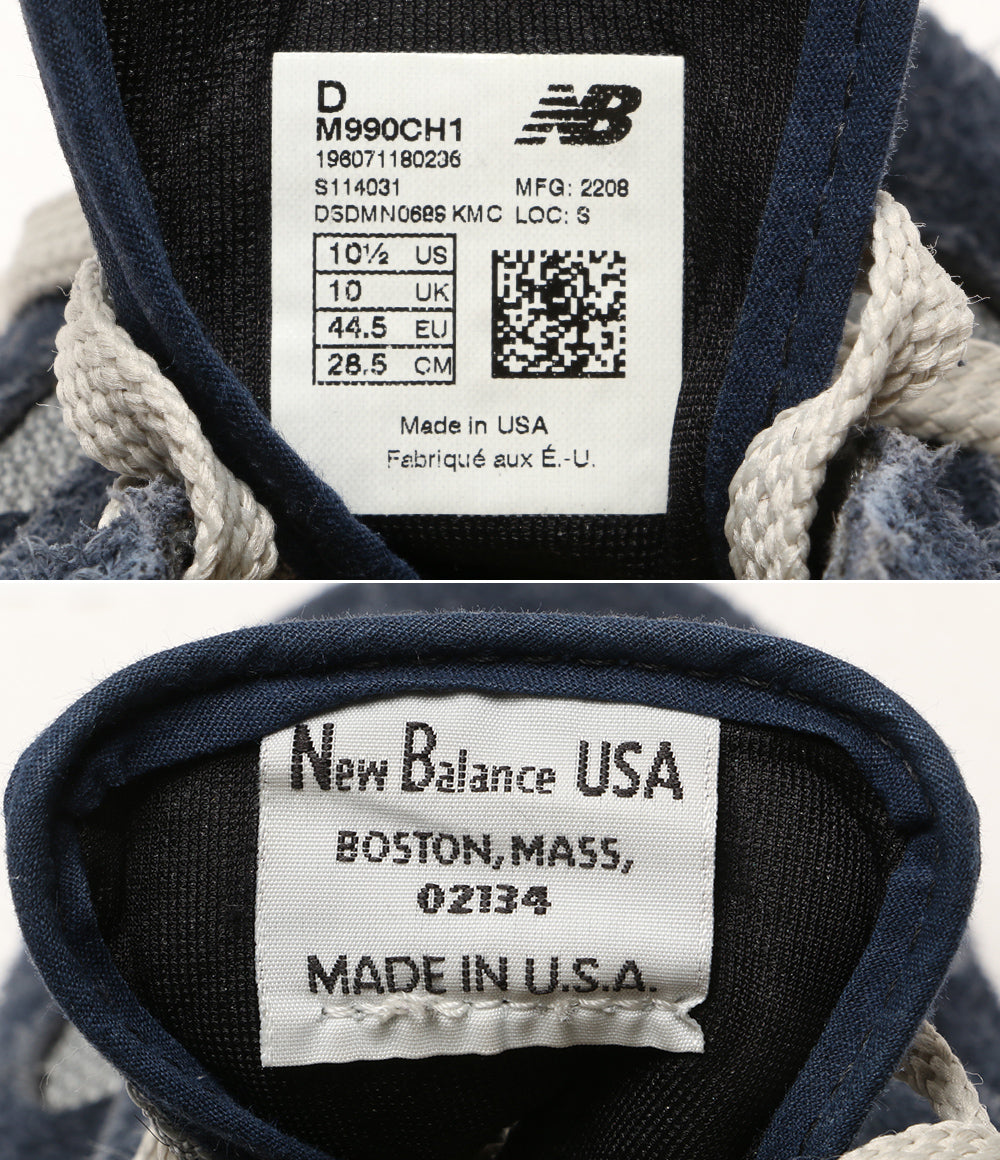 D
M990CH1
NB
196071180236
S114031 MFG: 2208
KMC LOC: S
10½ US
10 UK
44.5 EU
28.5 CM
Made in USA
Fabriqué aux É.-U.
New Balance USA
BOSTON, MASS,
02134
MADE IN U.S.A.